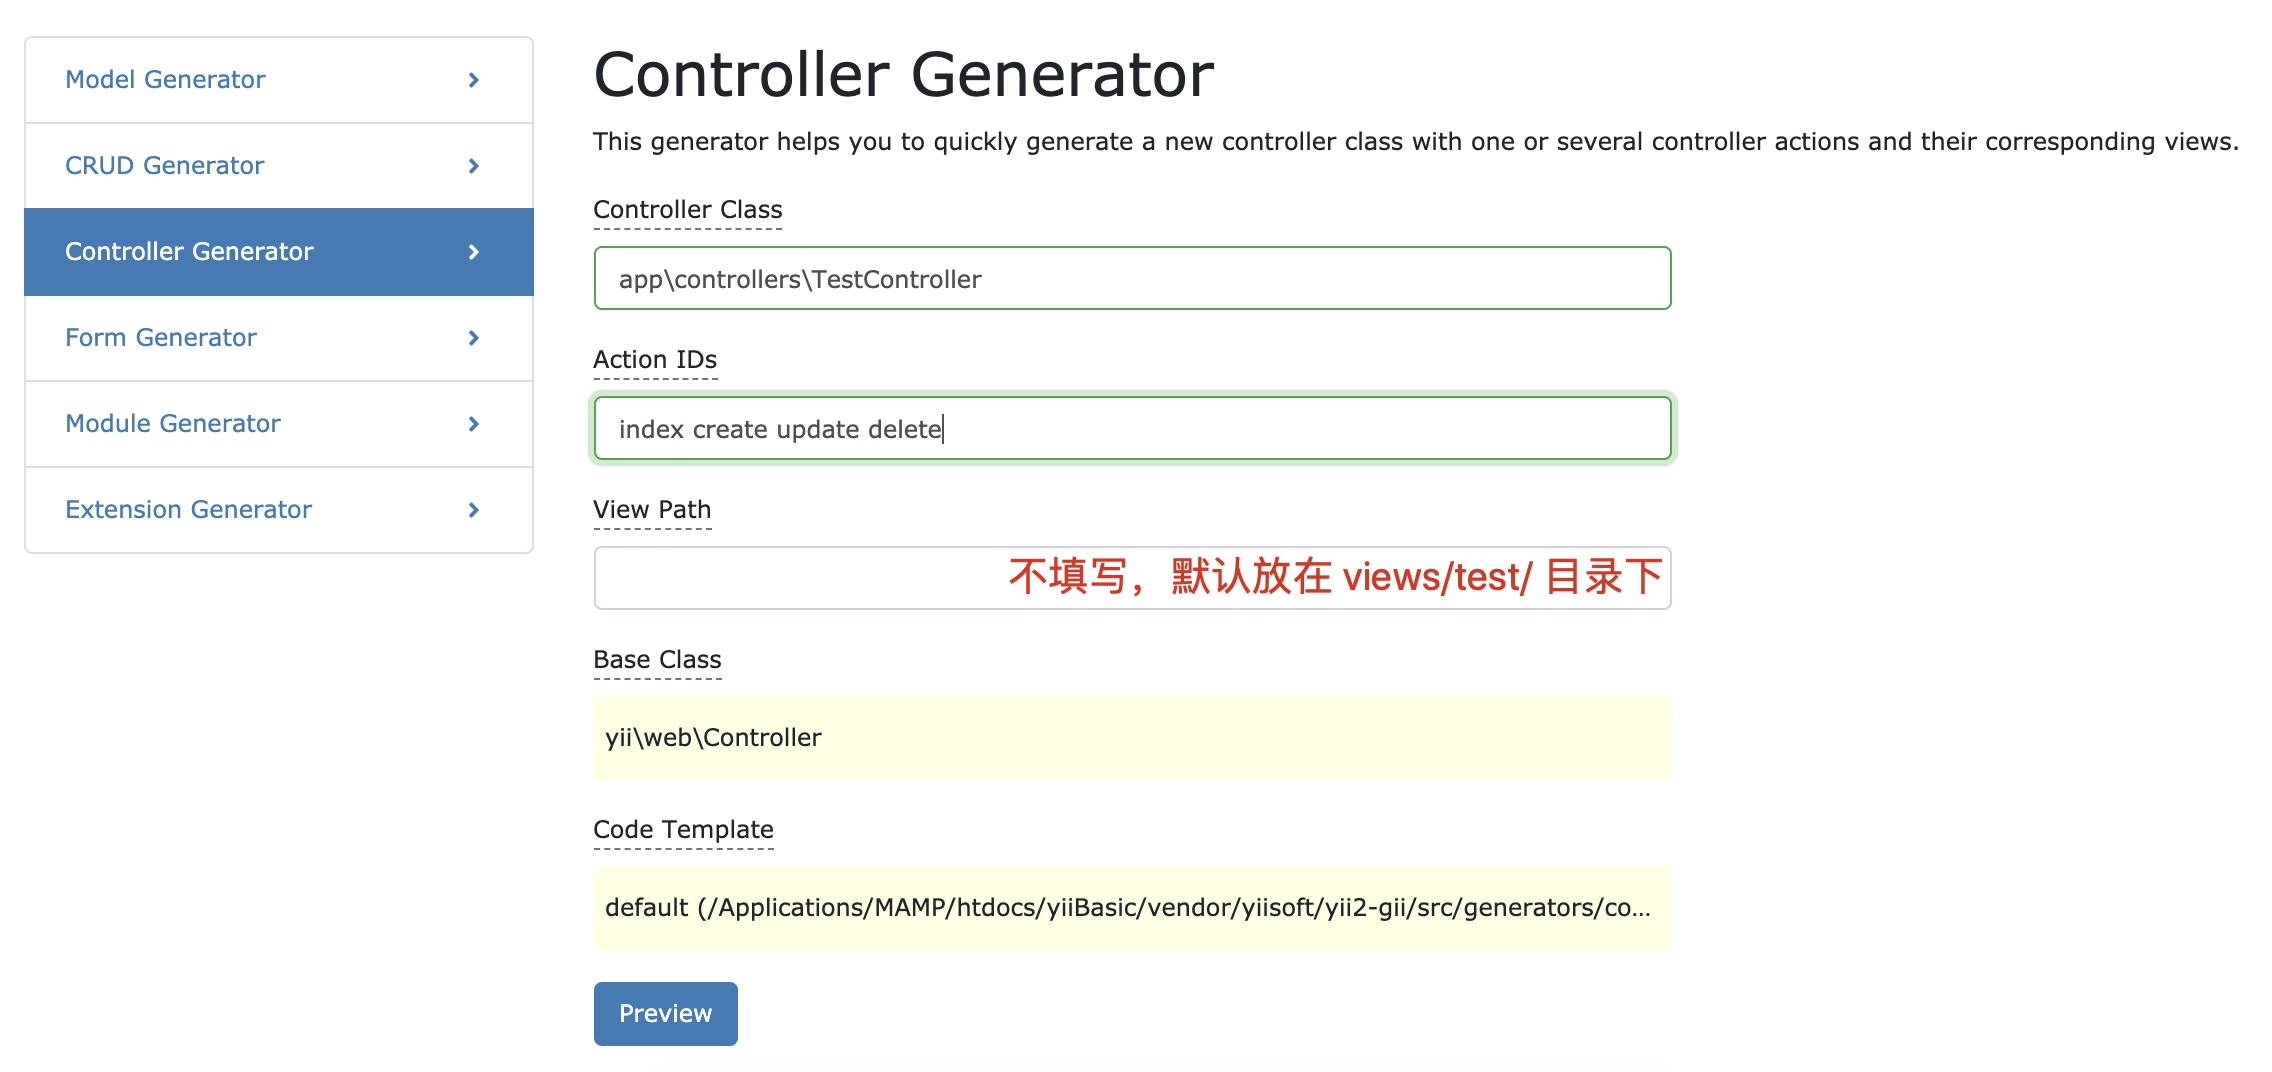 Model Generator
CRUD Generator
Controller Generator
Form Generator
Module Generator
Extension Generator
Controller Generator
This generator helps you to quickly generate a new controller class with one or several controller actions and their corresponding views.
Controller Class
app\controllers\TestController
Action IDs
index create update delete
View Path
不填写，默认放在 views/test/ 目录下
Base Class
yii\web\Controller
Code Template
default (/Applications/MAMP/htdocs/yiiBasic/vendor/yiisoft/yii2-gii/src/generators/co...
Preview